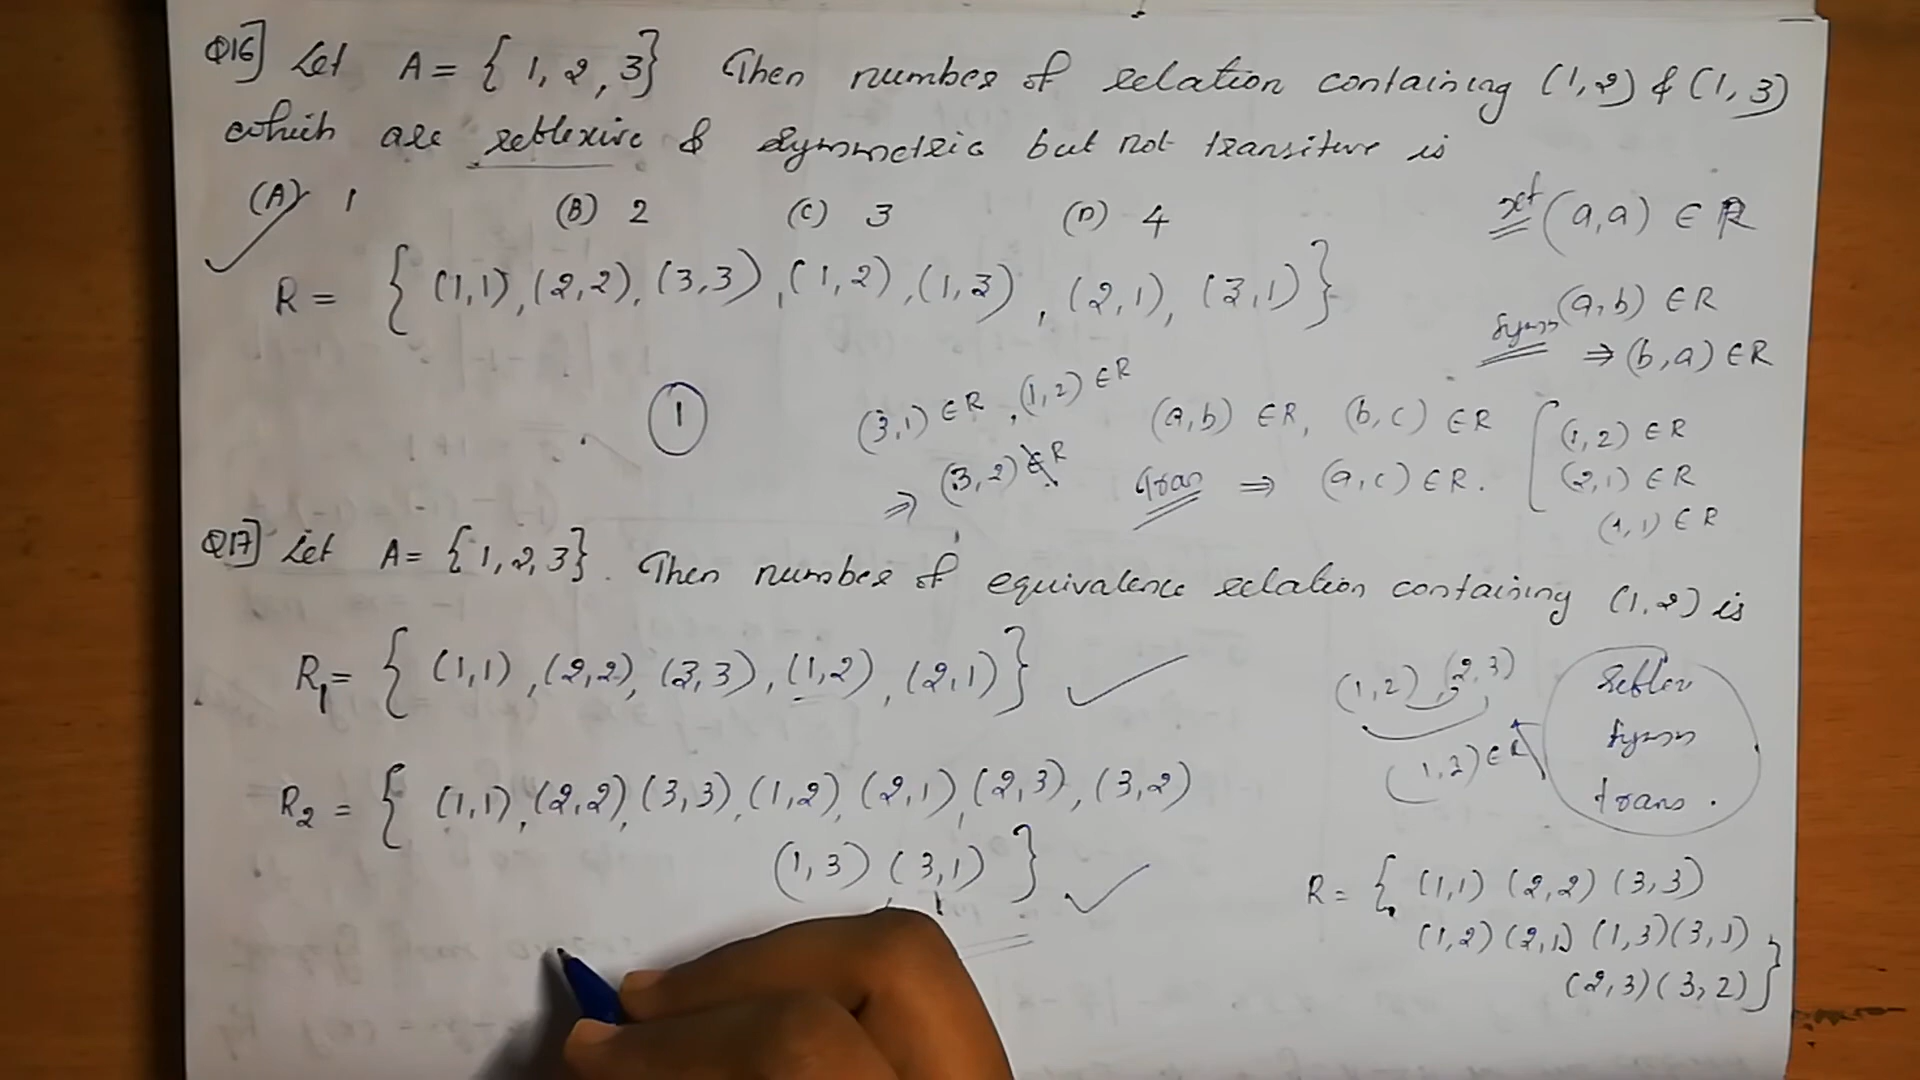 Q16] Let A = { 1, 2, 3} Then number of relation containing (1,2) & (1,3)
which are reflexive & symmetric but not transitive is
(A) 1 (B) 2 (C) 3 (D) 4
ref (a,a) ∈ R
R = { (1,1), (2,2), (3,3), (1,2), (1,3), (2,1), (3,1) }
symm (a,b) ∈ R
⇒ (b,a) ∈ R
1
(3,1) ∈ R , (1,2) ∈ R
⇒ (3,2) ∉ R
(a,b) ∈ R, (b,c) ∈ R
Tran ⇒ (a,c) ∈ R.
(1,2) ∈ R
(2,1) ∈ R
(1,1) ∈ R
Q17] Let A = {1,2,3}. Then number of equivalence relation containing (1,2) is
R1 = { (1,1), (2,2), (3,3), (1,2), (2,1) }
(1,2) (2,3)
(1,3) ∈ R
Reflex
Symm
trans.
R2 = { (1,1), (2,2), (3,3), (1,2), (2,1), (2,3), (3,2)
(1,3) (3,1) }
R = { (1,1) (2,2) (3,3)
(1,2) (2,1) (1,3) (3,1)
(2,3) (3,2) }